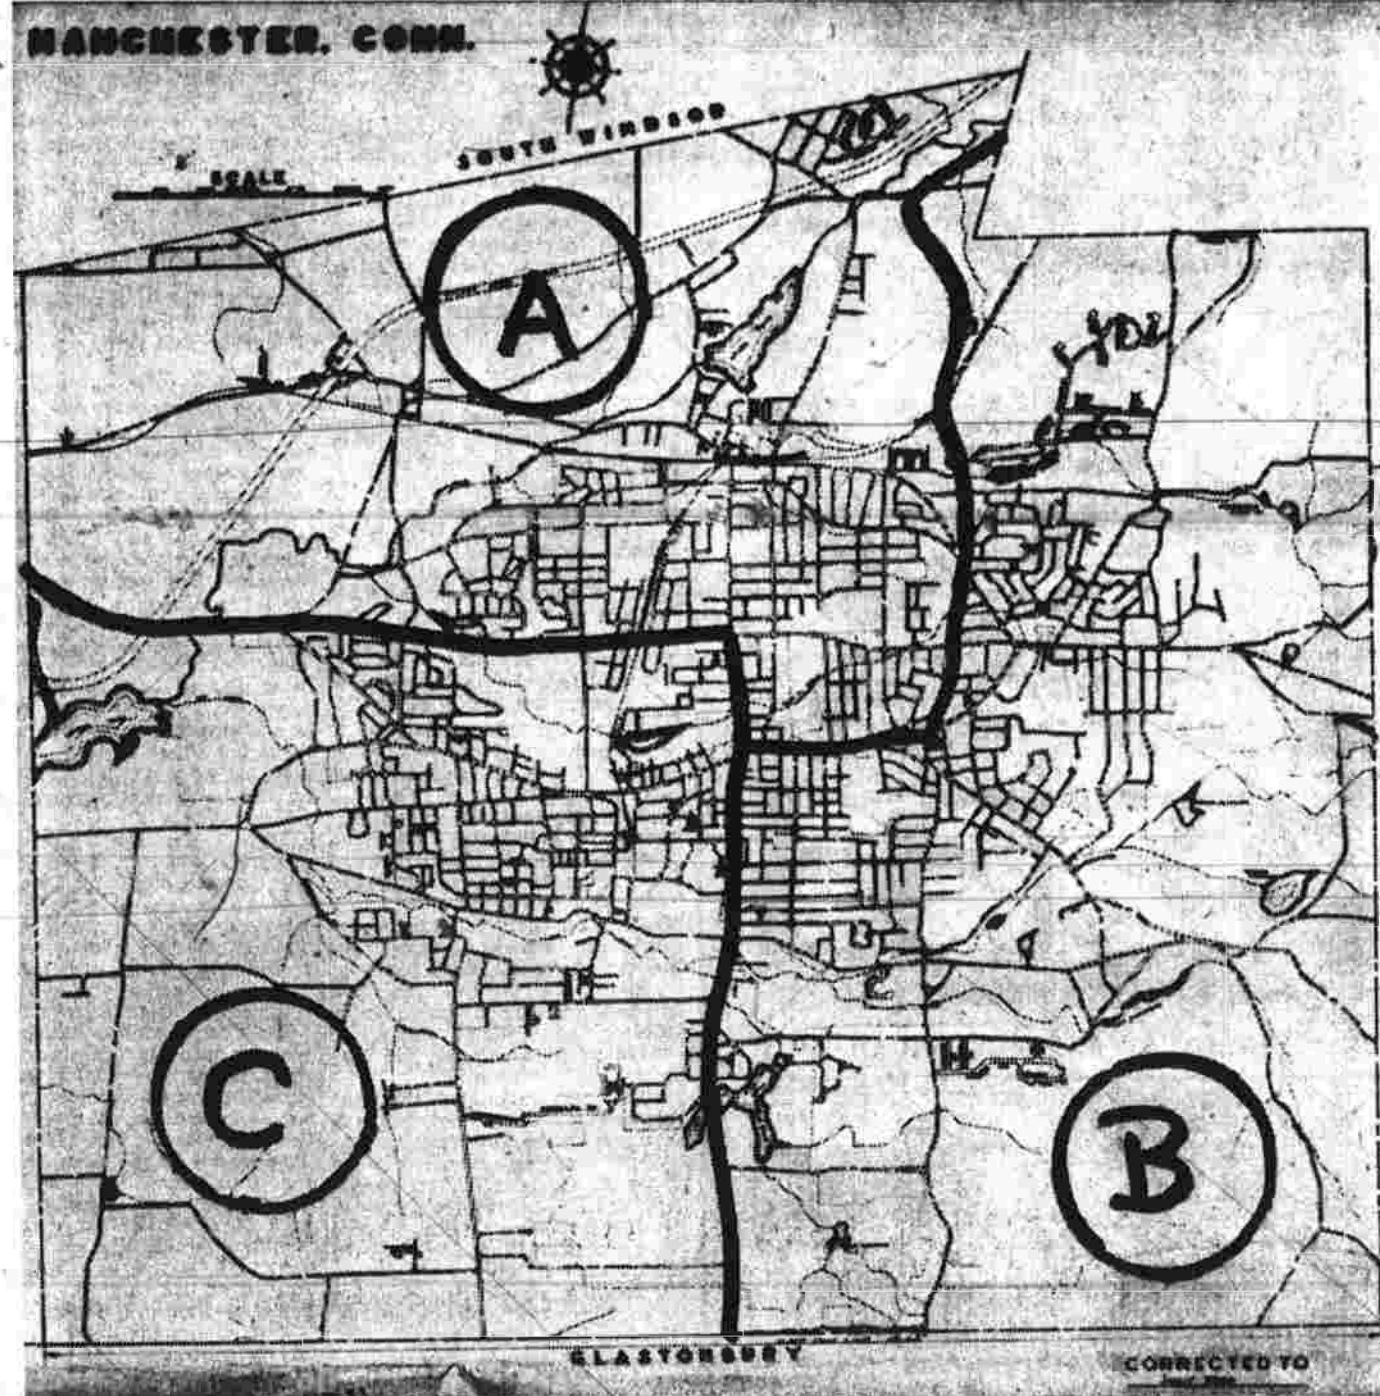 MANCHESTER, CONN.
SOUTH WINDSOR
SCALE
A
C
B
GLASTONBURY
CORRECTED TO